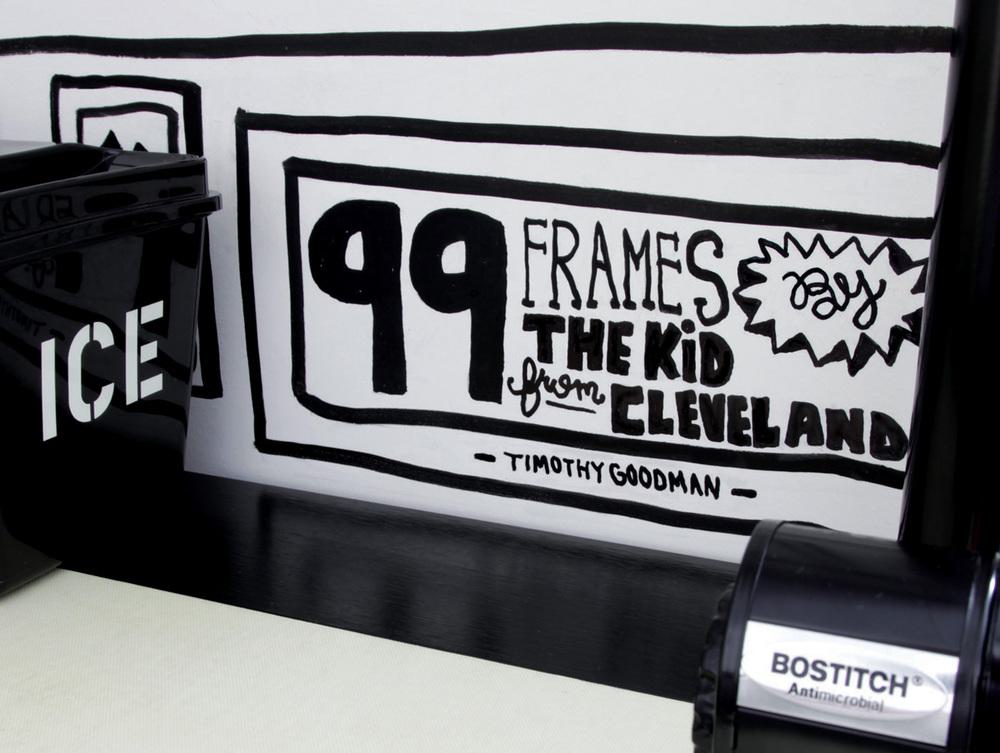 99 FRAMES By
THE KiD
from CLEVELAND
- TIMOTHY GOODMAN -
ICE
BOSTITCH®
Antimicrobial